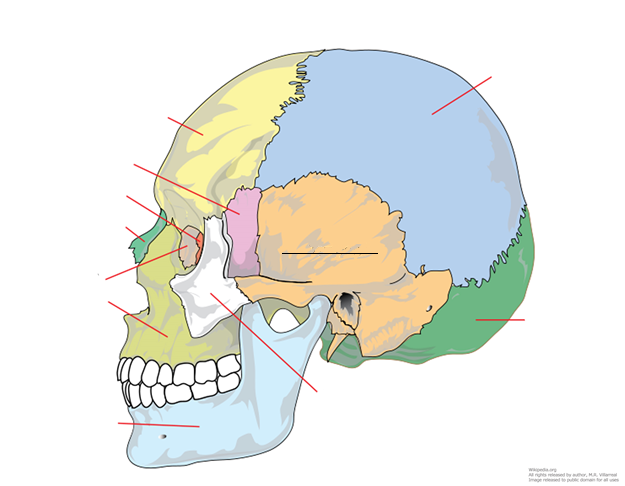 Wikipedia.org
All rights released by author, M.R. Villarreal
Image released to public domain for all uses